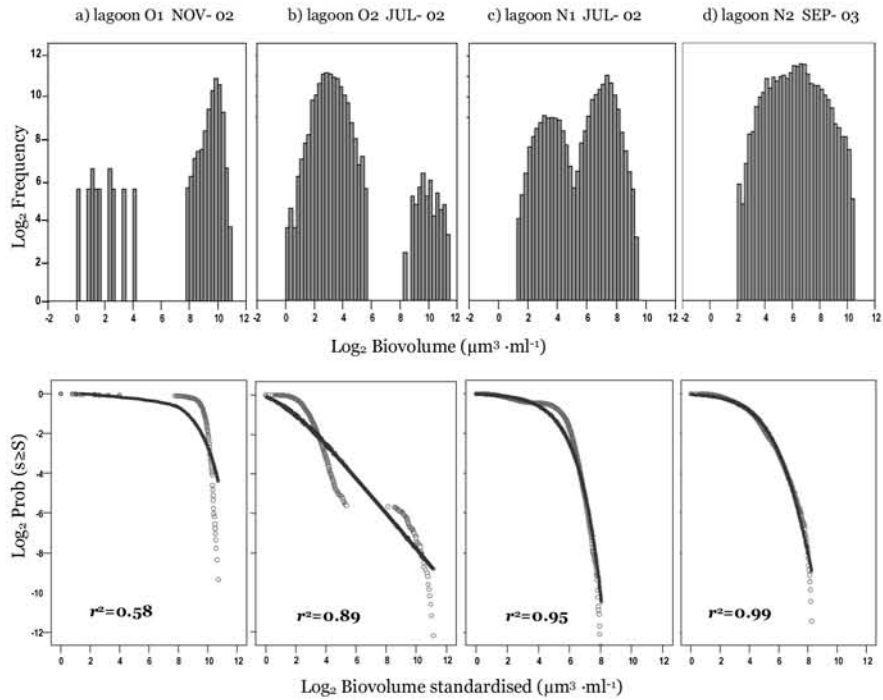 a) lagoon O1 NOV- 02
b) lagoon O2 JUL- 02
c) lagoon N1 JUL- 02
d) lagoon N2 SEP- 03
Log₂ Frequency
12
10
8
6
4
2
0
-2 0 2 4 6 8 10 12
-2 0 2 4 6 8 10 12
-2 0 2 4 6 8 10 12
-2 0 2 4 6 8 10 12
Log₂ Biovolume (µm³ ·ml⁻¹)
Log₂ Prob (s≥S)
0
-2
-4
-6
-8
-10
-12
r²=0.58
r²=0.89
r²=0.95
r²=0.99
0 2 4 6 8 10 12
0 2 4 6 8 10 12
0 2 4 6 8 10 12
0 2 4 6 8 10 12
Log₂ Biovolume standardised (µm³ ·ml⁻¹)